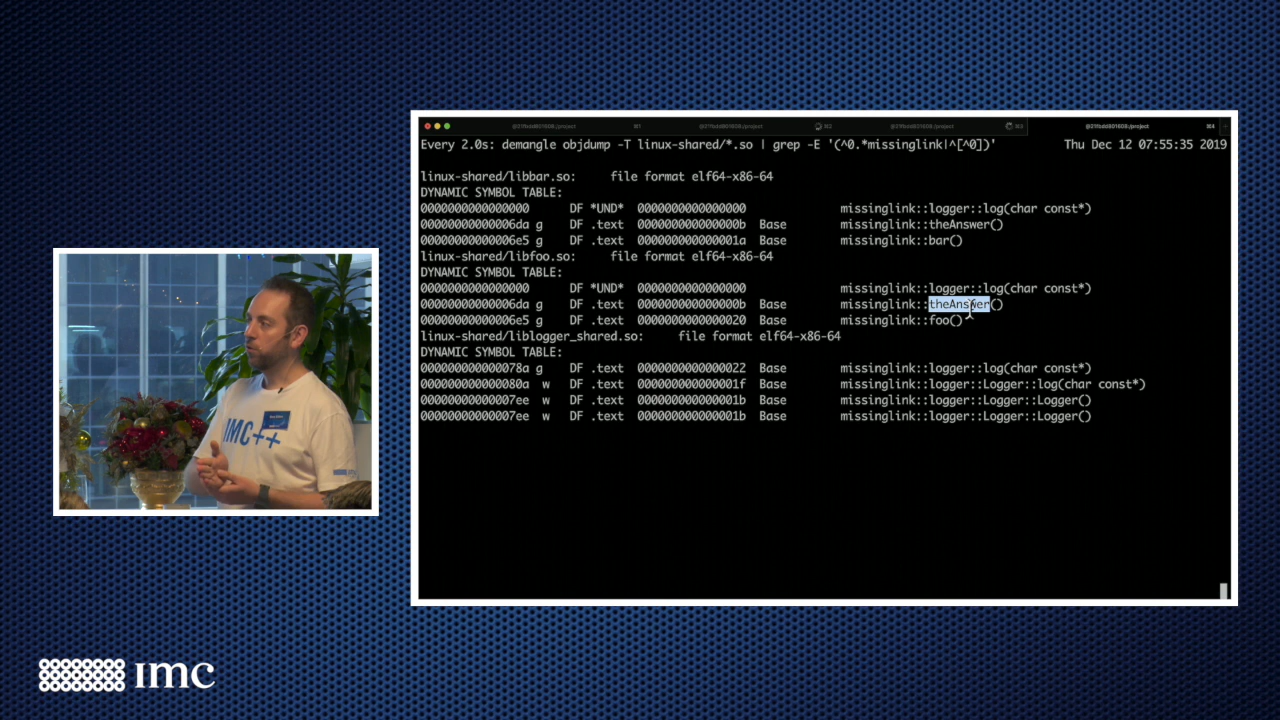 Every 2.0s: demangle objdump -T linux-shared/*.so | grep -E '(^0.*missinglink|^[^0])' Thu Dec 12 07:55:35 2019
linux-shared/libbar.so: file format elf64-x86-64
DYNAMIC SYMBOL TABLE:
0000000000000000 DF *UND* 0000000000000000 missinglink::logger::log(char const*)
00000000000006da g DF .text 000000000000000b Base missinglink::theAnswer()
00000000000006e5 g DF .text 000000000000001a Base missinglink::bar()
linux-shared/libfoo.so: file format elf64-x86-64
DYNAMIC SYMBOL TABLE:
0000000000000000 DF *UND* 0000000000000000 missinglink::logger::log(char const*)
00000000000006da g DF .text 000000000000000b Base missinglink::theAnswer()
00000000000006e5 g DF .text 0000000000000020 Base missinglink::foo()
linux-shared/liblogger_shared.so: file format elf64-x86-64
DYNAMIC SYMBOL TABLE:
000000000000078a g DF .text 0000000000000022 Base missinglink::logger::log(char const*)
000000000000080a w DF .text 000000000000001f Base missinglink::logger::Logger::log(char const*)
00000000000007ee w DF .text 000000000000001b Base missinglink::logger::Logger::Logger()
00000000000007ee w DF .text 000000000000001b Base missinglink::logger::Logger::Logger()
IMC++
imc